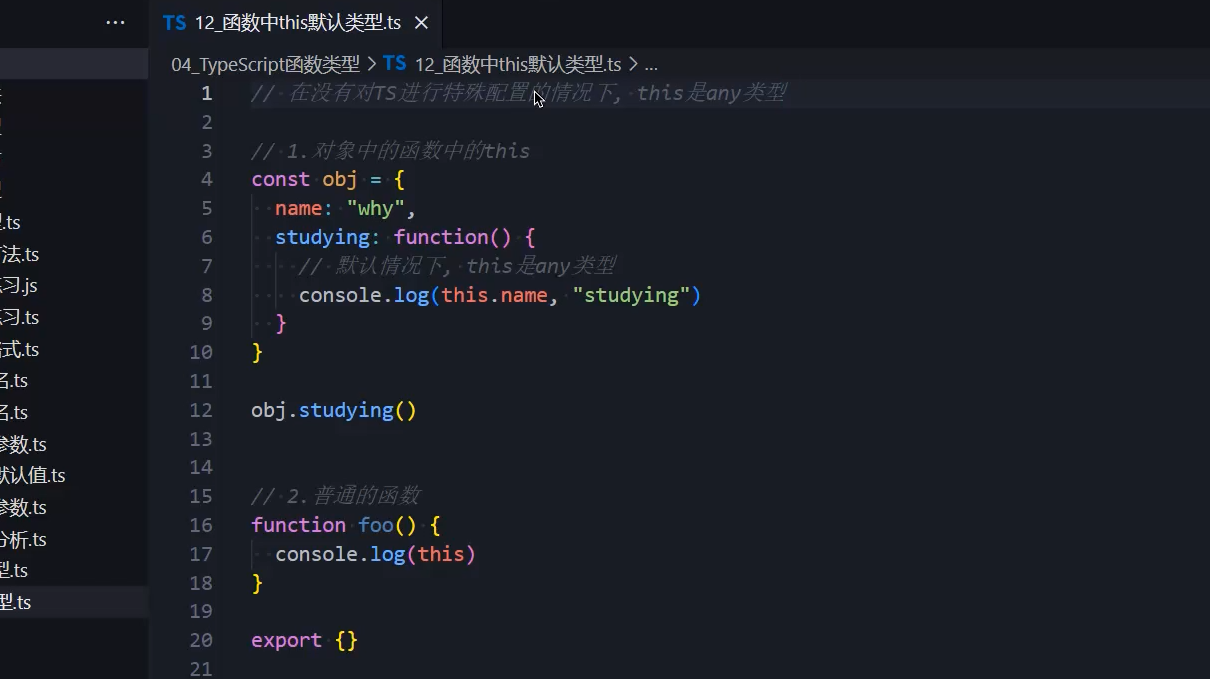 ···
TS 12_函数中this默认类型.ts ×
04_TypeScript函数类型 > TS 12_函数中this默认类型.ts > ...
.ts
法.ts
习.js
习.ts
式.ts
名.ts
名.ts
参数.ts
默认值.ts
参数.ts
分析.ts
型.ts
型.ts
1 // 在没有对TS进行特殊配置的情况下, this是any类型
2
3 // 1.对象中的函数中的this
4 const obj = {
5 name: "why",
6 studying: function() {
7 // 默认情况下, this是any类型
8 console.log(this.name, "studying")
9 }
10 }
11
12 obj.studying()
13
14
15 // 2.普通的函数
16 function foo() {
17 console.log(this)
18 }
19
20 export {}
21